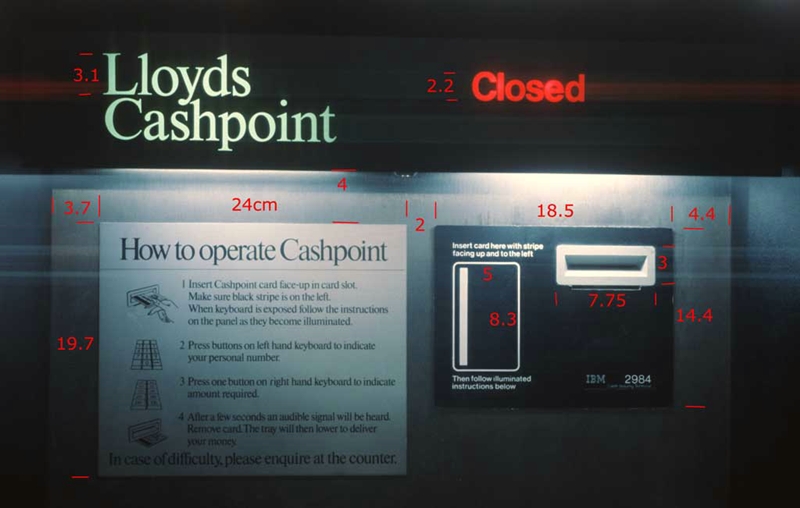 3.1
Lloyds
Cashpoint
2.2
Closed
4
3.7
24cm
2
18.5
4.4
How to operate Cashpoint
1 Insert Cashpoint card face-up in card slot.
Make sure black stripe is on the left.
When keyboard is exposed follow the instructions
on the panel as they become illuminated.
2 Press buttons on left hand keyboard to indicate
your personal number.
3 Press one button on right hand keyboard to indicate
amount required.
4 After a few seconds an audible signal will be heard.
Remove card. The tray will then lower to deliver
your money.
In case of difficulty, please enquire at the counter.
19.7
Insert card here with stripe
facing up and to the left
5
8.3
3
7.75
14.4
Then follow illuminated
instructions below
IBM 2984